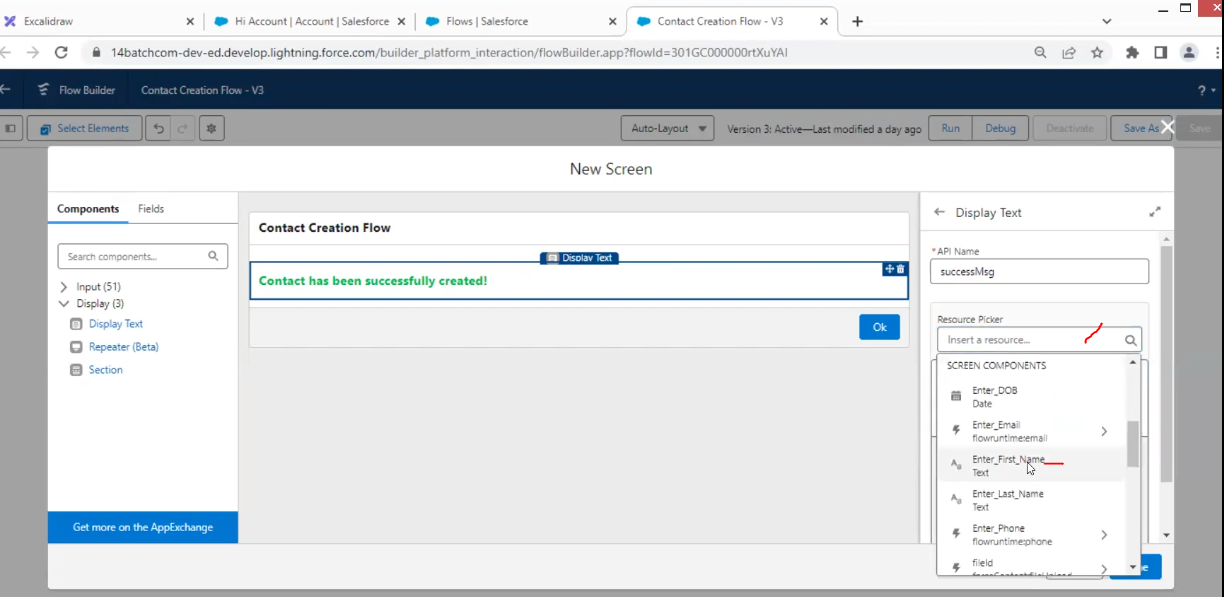 Excalidraw
Hi Account | Account | Salesforce
Flows | Salesforce
Contact Creation Flow - V3
14batchcom-dev-ed.develop.lightning.force.com/builder_platform_interaction/flowBuilder.app?flowId=301GC000000rtXuYAI
Flow Builder
Contact Creation Flow - V3
?
Select Elements
Auto-Layout
Version 3: Active—Last modified a day ago
Run
Debug
Deactivate
Save As
Save
New Screen
Components
Fields
Search components...
Input (51)
Display (3)
Display Text
Repeater (Beta)
Section
Get more on the AppExchange
Contact Creation Flow
Display Text
Contact has been successfully created!
Ok
Display Text
*API Name
successMsg
Resource Picker
Insert a resource...
SCREEN COMPONENTS
Enter_DOB
Date
Enter_Email
flowruntime:email
Enter_First_Name
Text
Enter_Last_Name
Text
Enter_Phone
flowruntime:phone
fileId